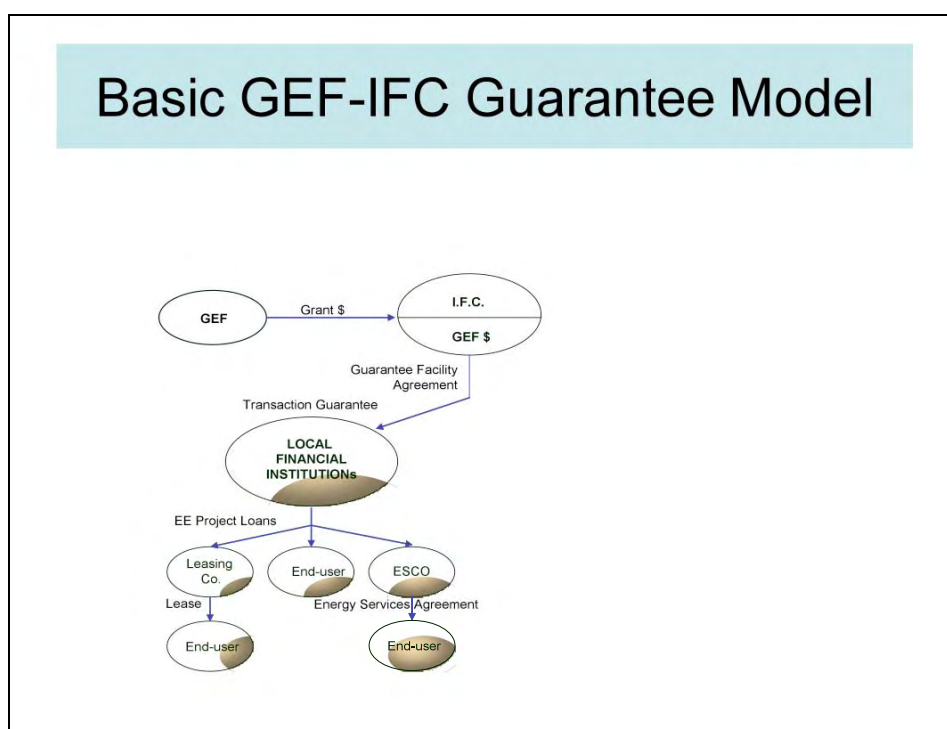 Basic GEF-IFC Guarantee Model
GEF
Grant $
I.F.C.
GEF $
Guarantee Facility
Agreement
Transaction Guarantee
LOCAL
FINANCIAL
INSTITUTIONs
EE Project Loans
Leasing
Co.
End-user
ESCO
Lease
Energy Services Agreement
End-user
End-user